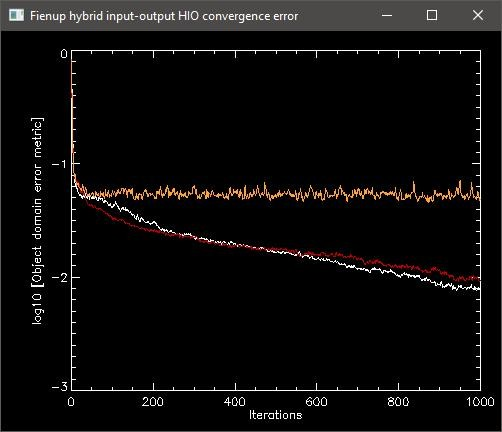 Fienup hybrid input-output HIO convergence error
0
-1
-2
-3
log10 [Object domain error metric]
0 200 400 600 800 1000
Iterations